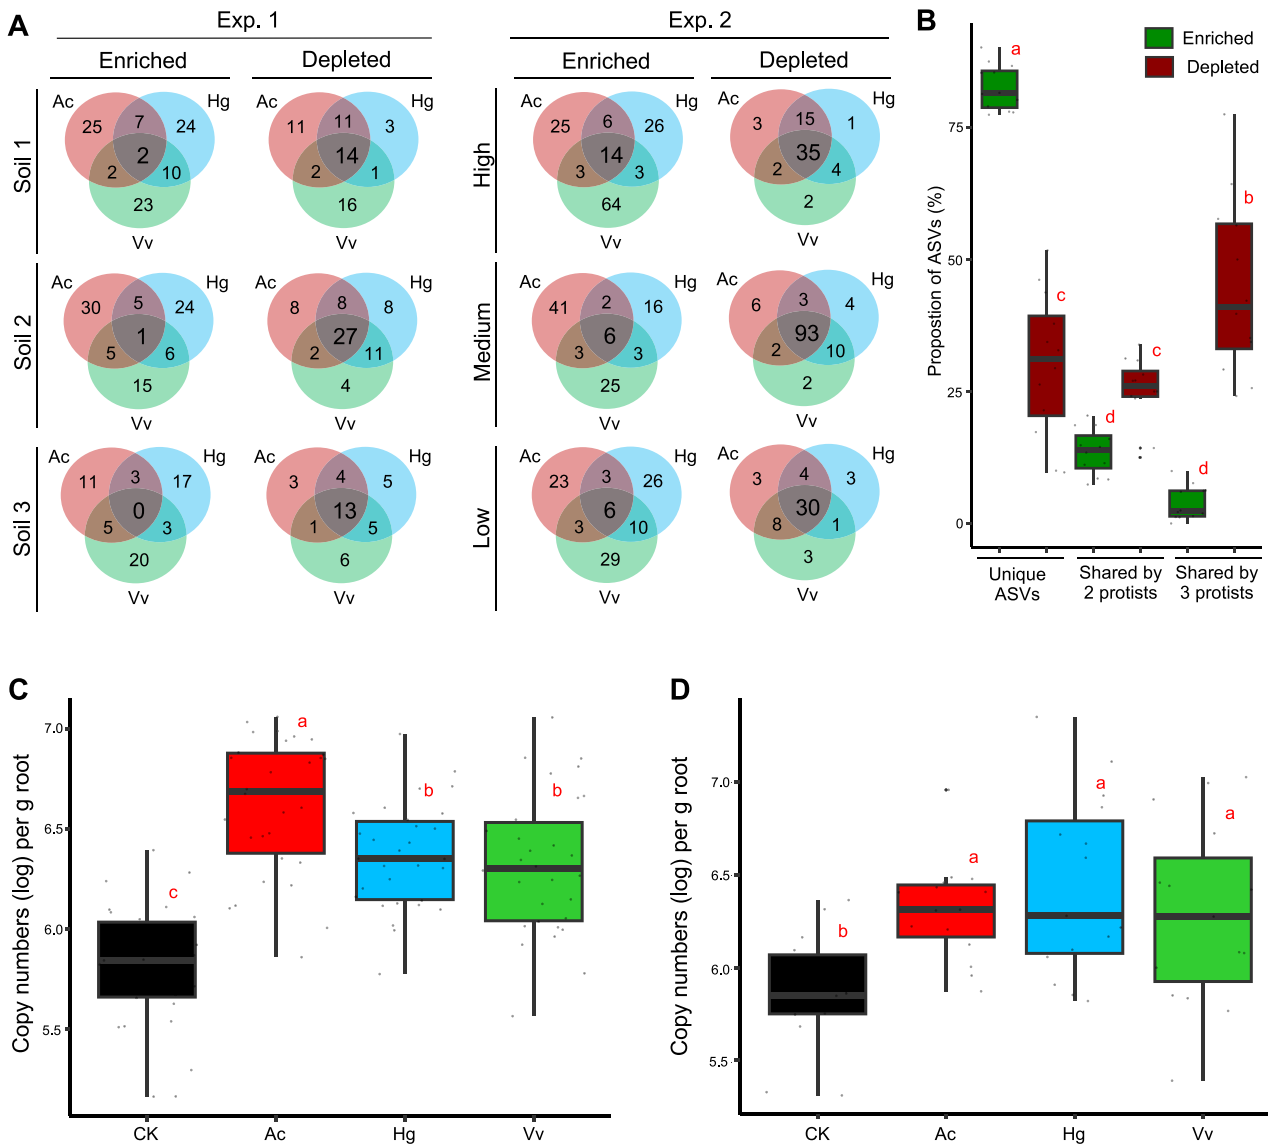 A
Exp. 1
Exp. 2
Enriched
Depleted
Enriched
Depleted
Soil 1
Ac
Hg
25
7
24
2
2
10
23
Vv
11
11
3
14
2
1
16
Vv
High
Ac
Hg
25
6
26
14
3
3
64
Vv
3
15
1
35
2
4
2
Vv
Soil 2
Ac
Hg
30
5
24
1
5
6
15
Vv
Ac
Hg
8
8
8
27
2
11
4
Vv
Medium
Ac
Hg
41
2
16
6
3
3
25
Vv
Ac
Hg
6
3
4
93
2
10
2
Vv
Soil 3
Ac
Hg
11
3
17
0
5
3
20
Vv
Ac
Hg
3
4
5
13
1
5
6
Vv
Low
Ac
Hg
23
3
26
6
3
10
29
Vv
Ac
Hg
3
4
3
30
8
1
3
Vv
B
Enriched
Depleted
Propostion of ASVs (%)
75
50
25
0
a
c
d
c
d
b
Unique
ASVs
Shared by
2 protists
Shared by
3 protists
C
Copy numbers (log) per g root
7.0
6.5
6.0
5.5
c
a
b
b
CK
Ac
Hg
Vv
D
Copy numbers (log) per g root
7.0
6.5
6.0
5.5
b
a
a
a
CK
Ac
Hg
Vv